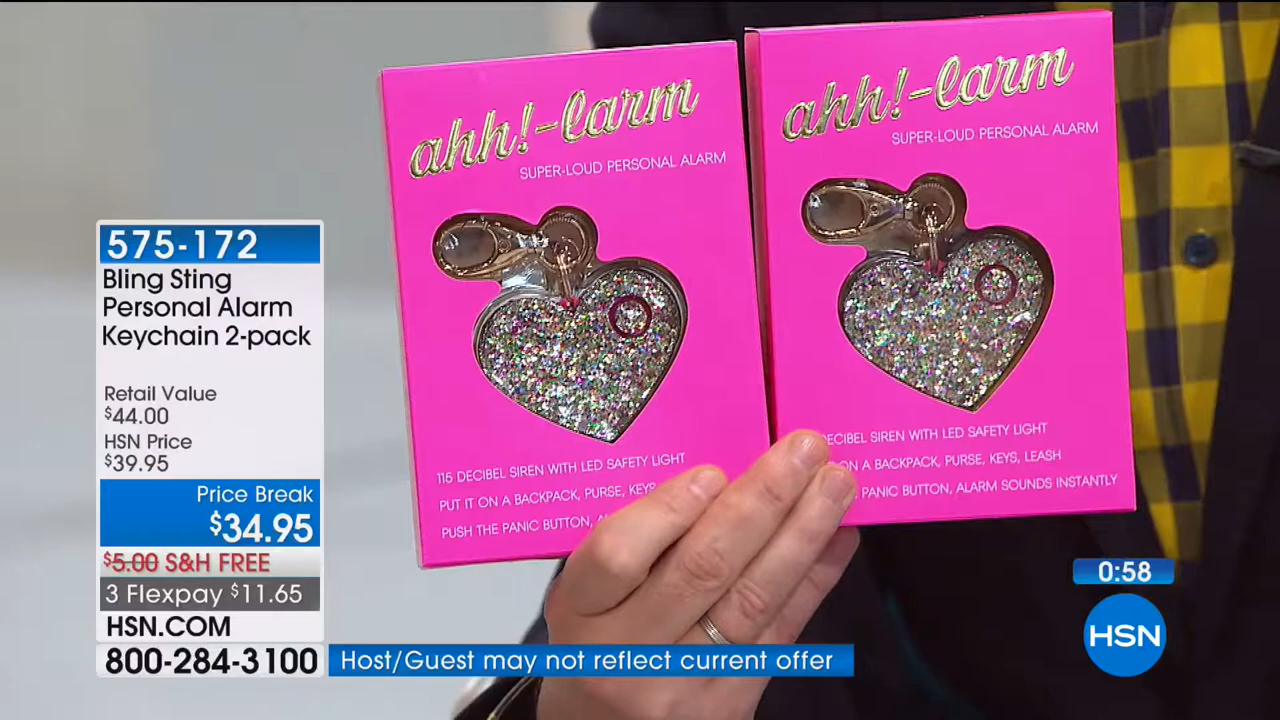 575-172
Bling Sting
Personal Alarm
Keychain 2-pack
Retail Value
$44.00
HSN Price
$39.95
Price Break
$34.95
$5.00 S&H FREE
3 Flexpay $11.65
HSN.COM
800-284-3100
Host/Guest may not reflect current offer
ahh!-larm
SUPER-LOUD PERSONAL ALARM
115 DECIBEL SIREN WITH LED SAFETY LIGHT
PUT IT ON A BACKPACK, PURSE, KEYS
PUSH THE PANIC BUTTON,
ahh!-larm
SUPER-LOUD PERSONAL ALARM
DECIBEL SIREN WITH LED SAFETY LIGHT
ON A BACKPACK, PURSE, KEYS, LEASH
PANIC BUTTON, ALARM SOUNDS INSTANTLY
0:58
HSN